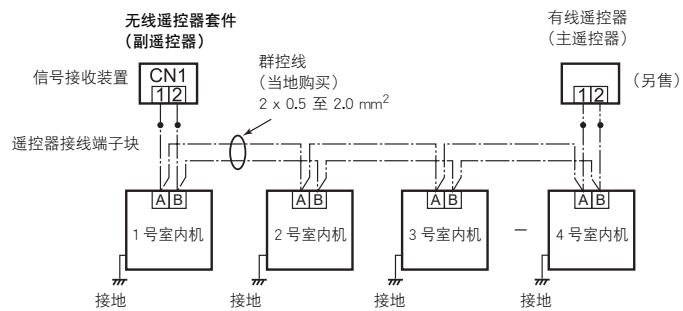 无线遥控器套件
（副遥控器）
有线遥控器
（主遥控器）
群控线
（当地购买）
2 x 0.5 至 2.0 mm²
信号接收装置
CN1
1 2
1 2
（另售）
遥控器接线端子块
A B
A B
A B
A B
1 号室内机
2 号室内机
3 号室内机
4 号室内机
接地
接地
接地
接地